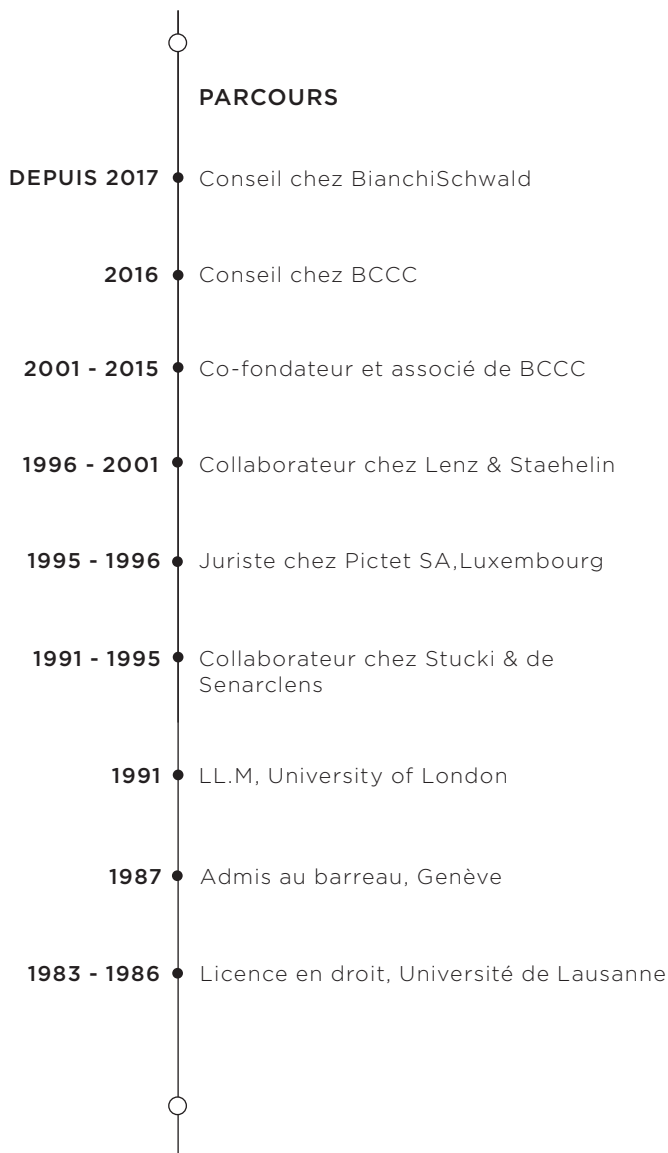 PARCOURS
DEPUIS 2017 Conseil chez BianchiSchwald
2016 Conseil chez BCCC
2001 - 2015 Co-fondateur et associé de BCCC
1996 - 2001 Collaborateur chez Lenz & Staehelin
1995 - 1996 Juriste chez Pictet SA,Luxembourg
1991 - 1995 Collaborateur chez Stucki & de
Senarclens
1991 LL.M, University of London
1987 Admis au barreau, Genève
1983 - 1986 Licence en droit, Université de Lausanne